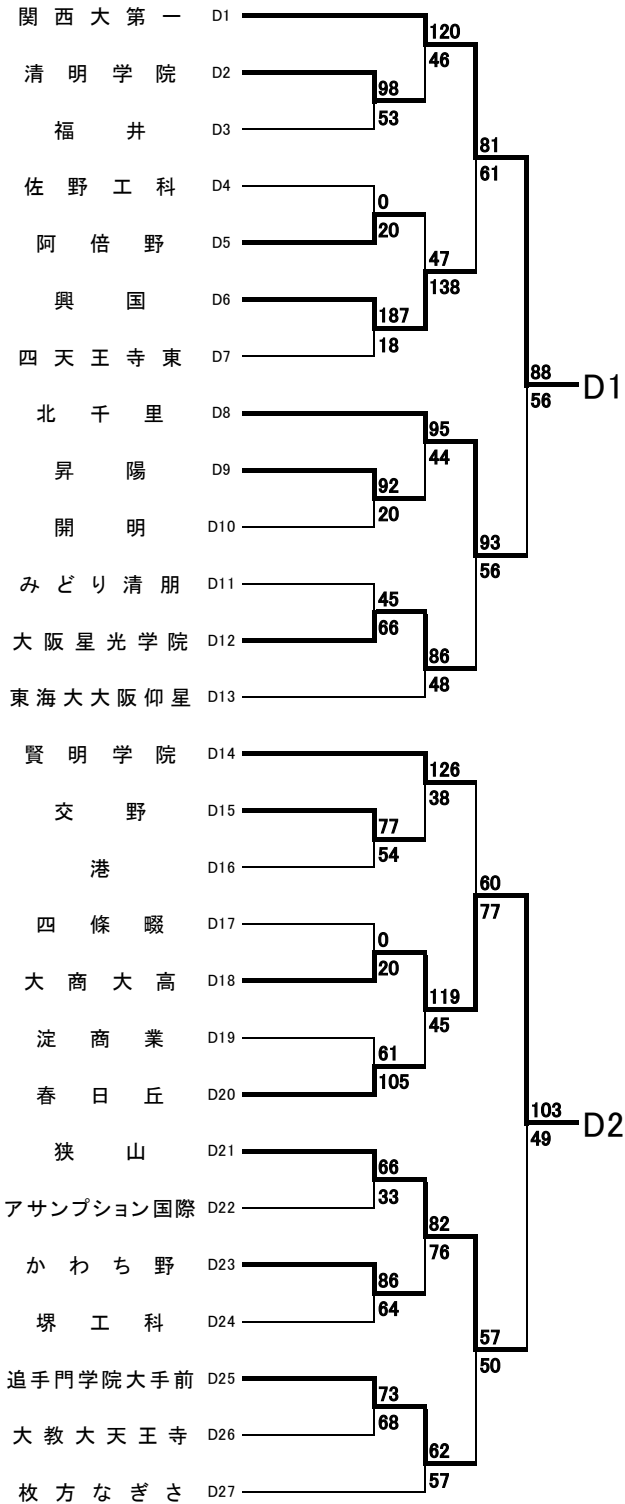 関西大第一 D1
120
46
清明学院 D2
98
53
福井 D3
81
61
佐野工科 D4
0
20
阿倍野 D5
47
138
興国 D6
187
18
四天王寺東 D7
88
56
D1
北千里 D8
95
44
昇陽 D9
92
20
開明 D10
93
56
みどり清朋 D11
45
66
大阪星光学院 D12
86
48
東海大大阪仰星 D13
賢明学院 D14
126
38
交野 D15
77
54
港 D16
60
77
四條畷 D17
0
20
大商大高 D18
119
45
淀商業 D19
61
105
春日丘 D20
103
49
D2
狭山 D21
66
33
アサンプション国際 D22
82
76
かわち野 D23
86
64
堺工科 D24
57
50
追手門学院大手前 D25
73
68
大教大天王寺 D26
62
57
枚方なぎさ D27